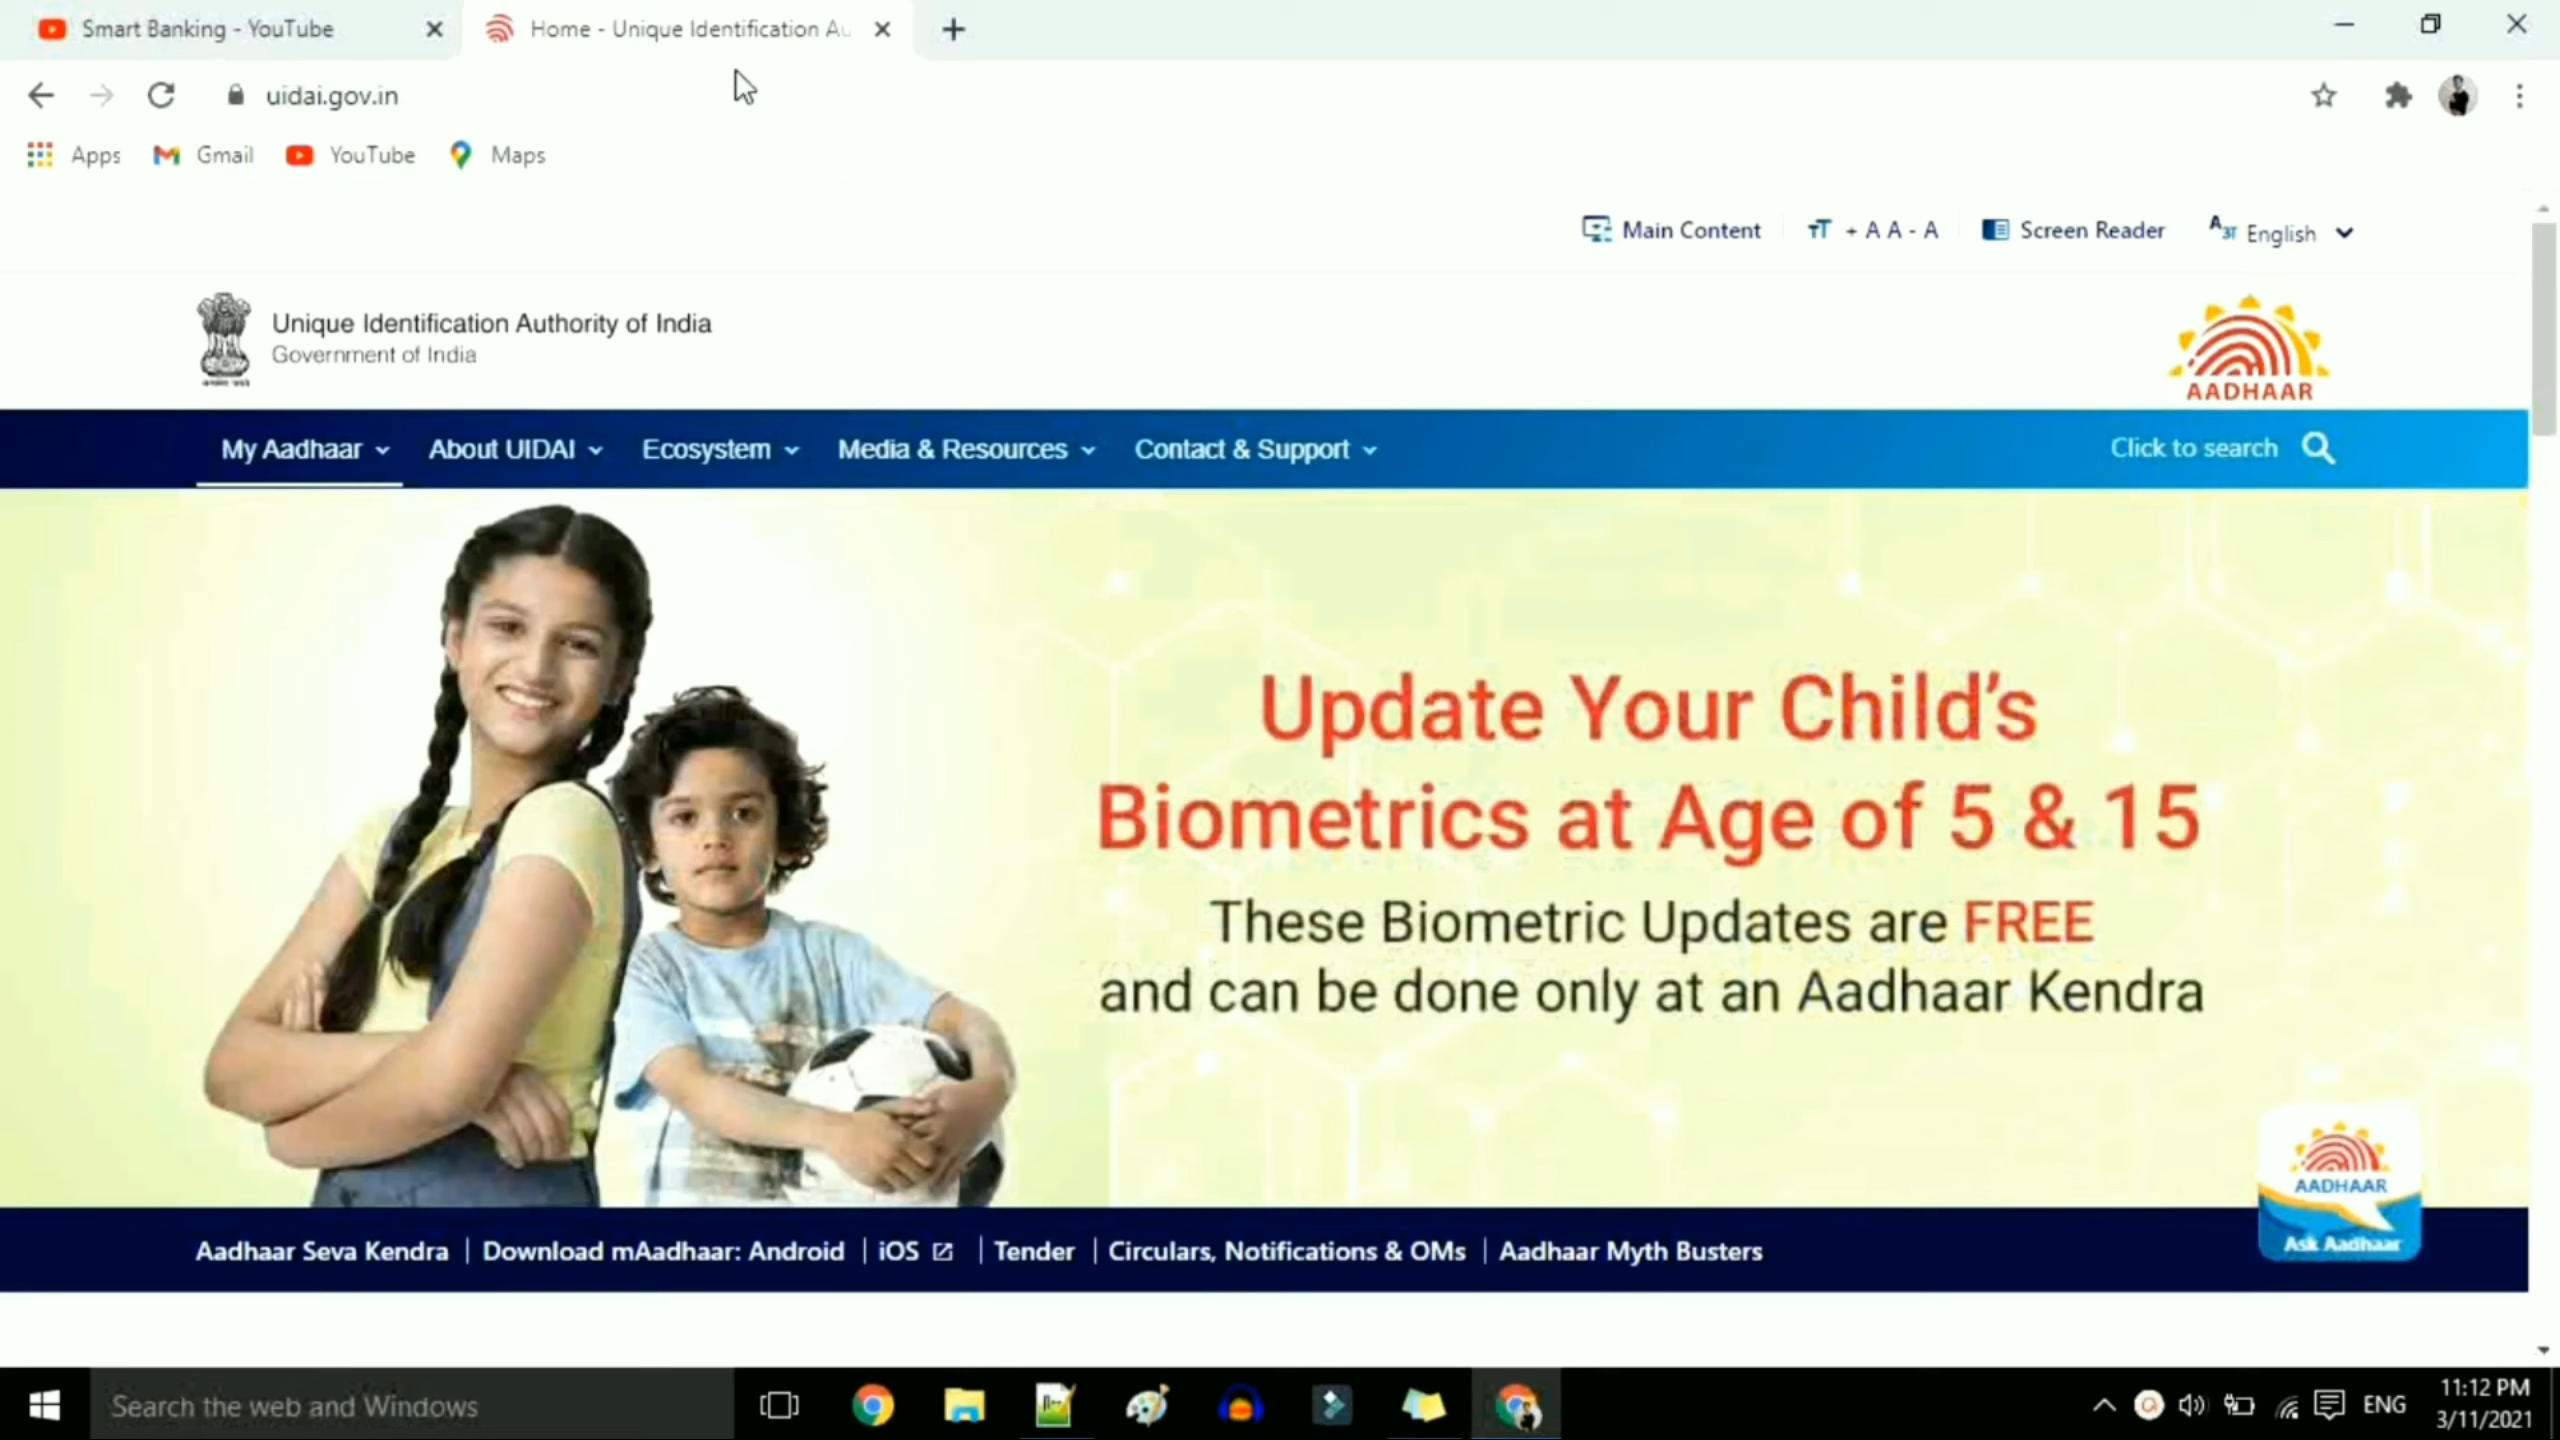 Smart Banking - YouTube
Home - Unique Identification Au
uidai.gov.in
Apps
Gmail
YouTube
Maps
Main Content
TT + A A - A
Screen Reader
English
Unique Identification Authority of India
Government of India
AADHAAR
My Aadhaar
About UIDAI
Ecosystem
Media & Resources
Contact & Support
Click to search
Update Your Child's
Biometrics at Age of 5 & 15
These Biometric Updates are FREE
and can be done only at an Aadhaar Kendra
AADHAAR
Ask Aadhaar
Aadhaar Seva Kendra | Download mAadhaar: Android | iOS | Tender | Circulars, Notifications & OMs | Aadhaar Myth Busters
Search the web and Windows
ENG
11:12 PM
3/11/2021